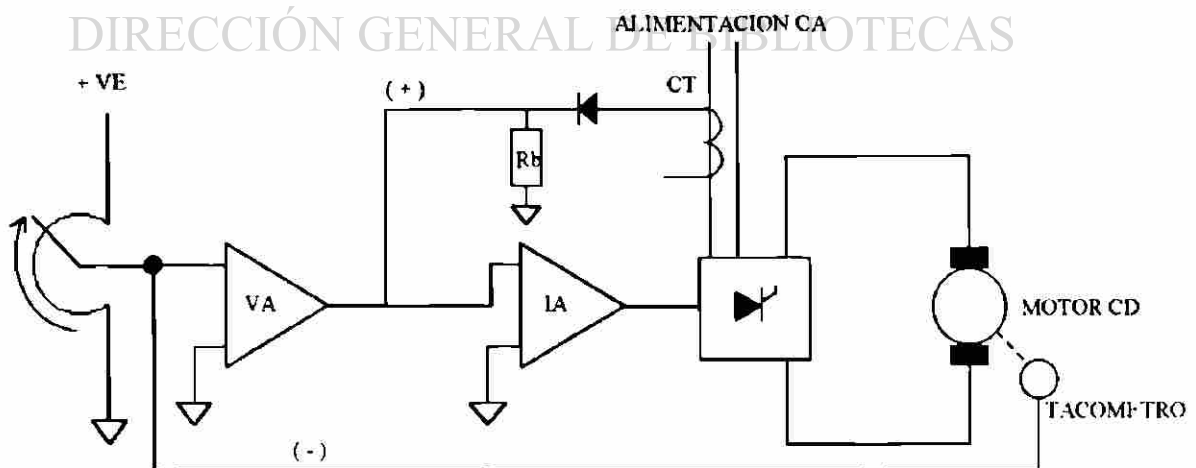 DIRECCIÓN GENERAL DE BIBLIOTECAS
ALIMENTACION CA
+ VE
( + )
CT
Rb
VA
IA
MOTOR CD
TACOMETRO
( - )